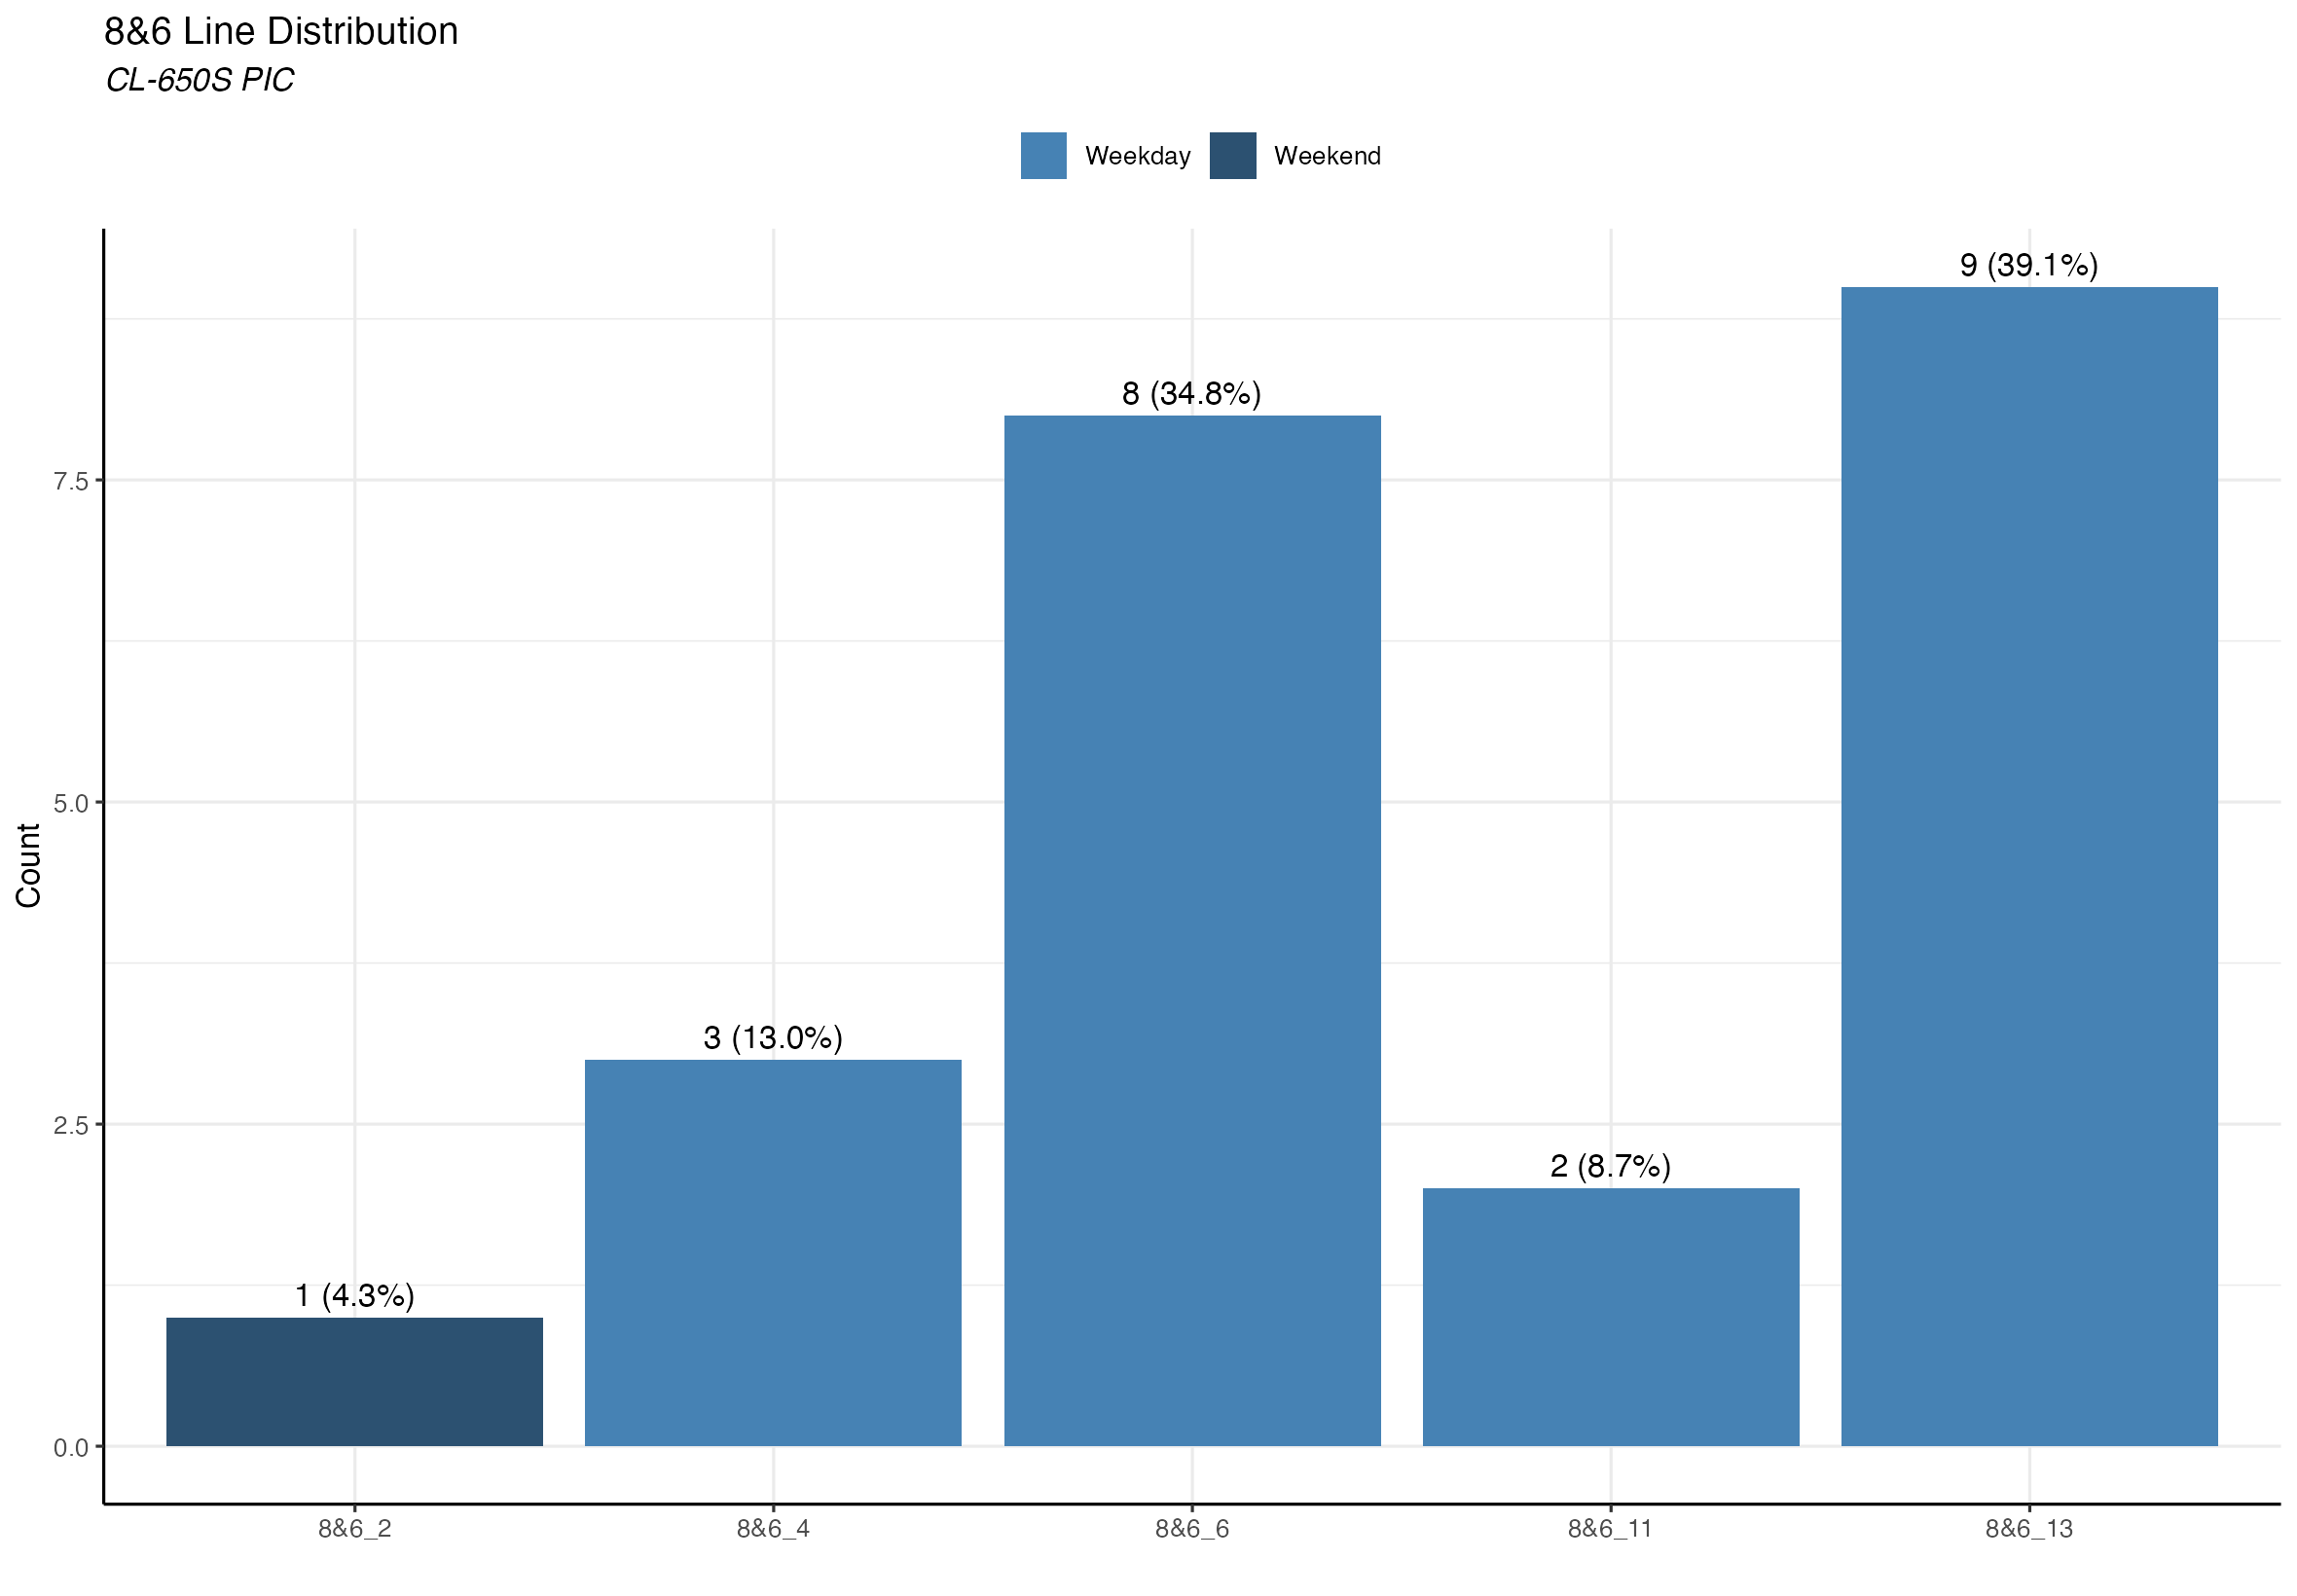 8&6 Line Distribution
CL-650S PIC
Weekday Weekend
9 (39.1%)
8 (34.8%)
7.5
5.0
Count
3 (13.0%)
2.5
2 (8.7%)
1 (4.3%)
0.0
8&6_2 8&6_4 8&6_6 8&6_11 8&6_13